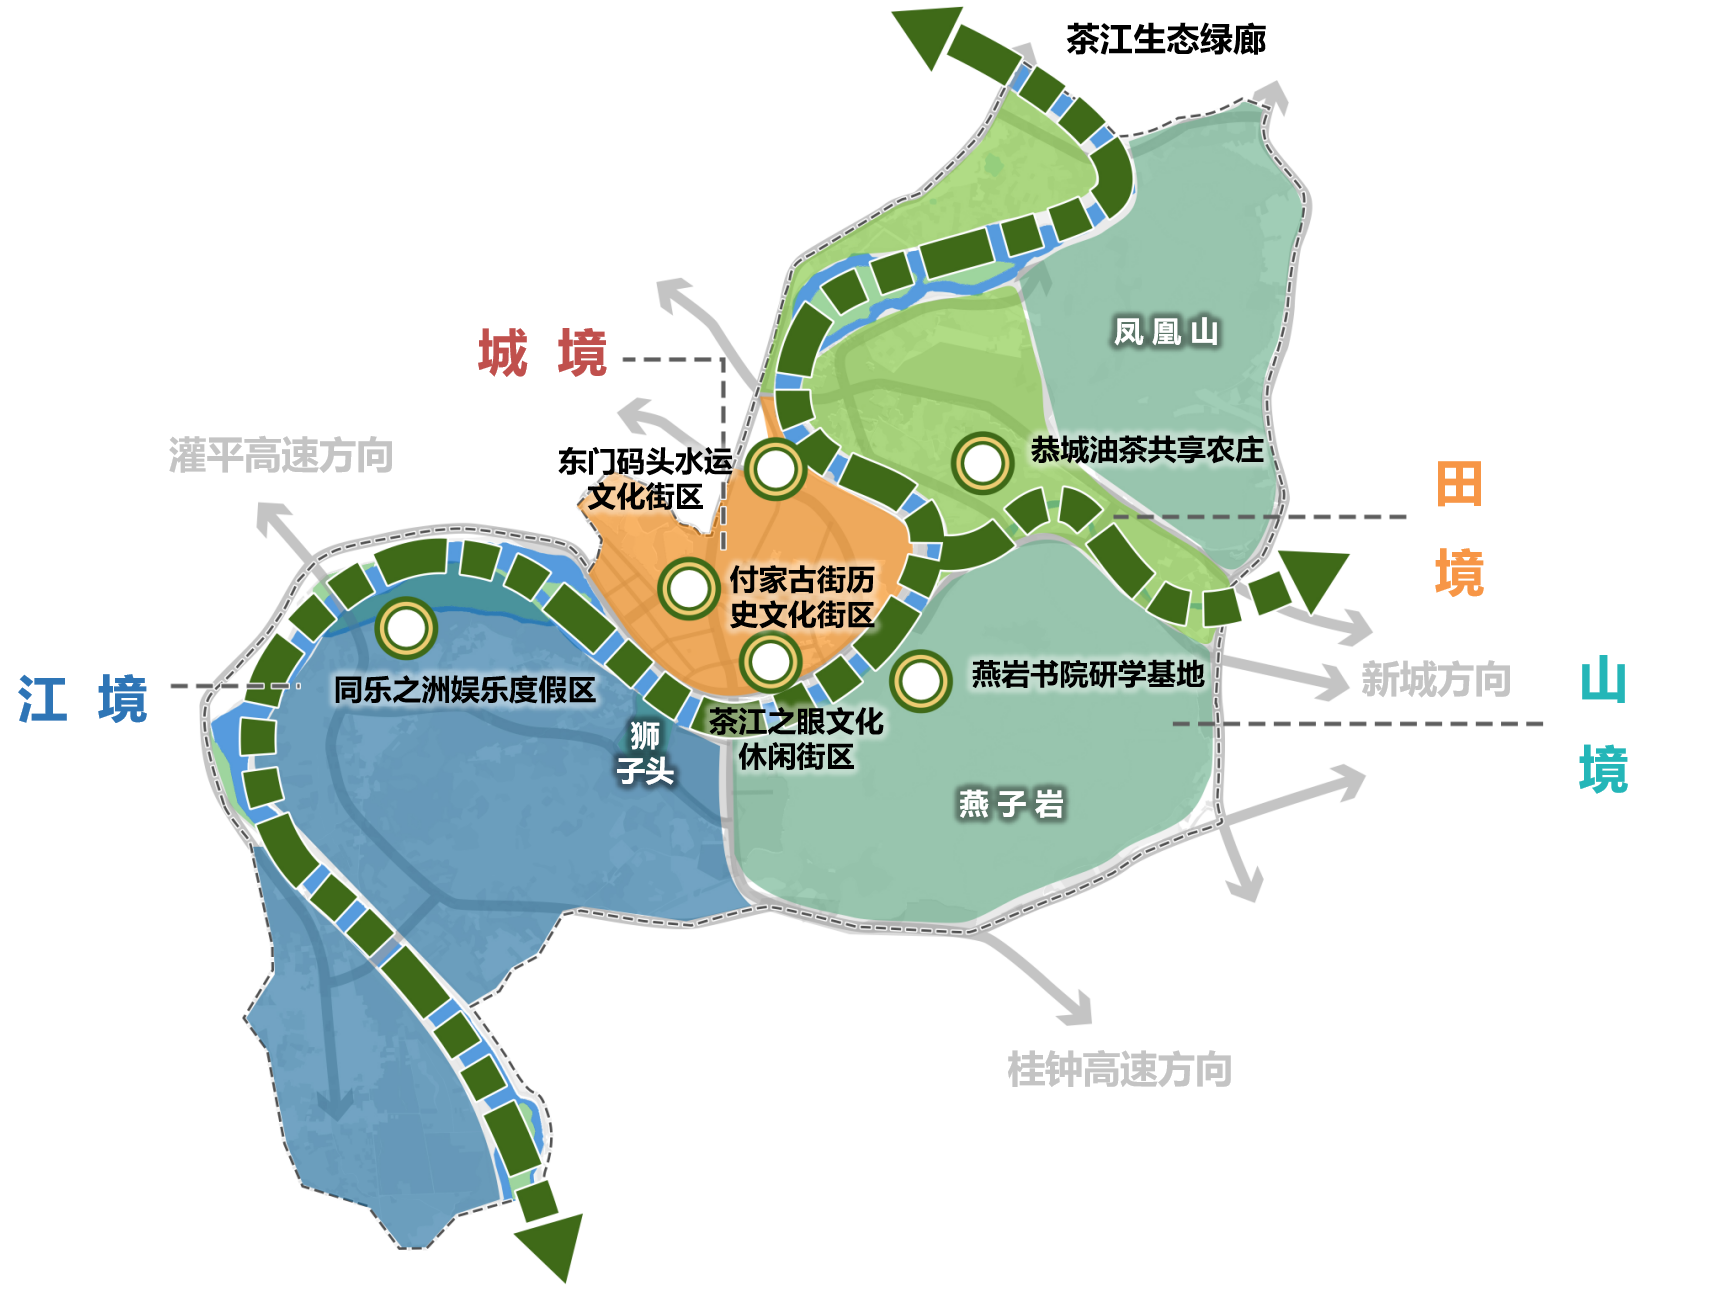 茶江生态绿廊
凤凰山
城 境
灌平高速方向
东门码头水运
文化街区
恭城油茶共享农庄
田
境
付家古街历
史文化街区
江 境
同乐之洲娱乐度假区
燕岩书院研学基地
新城方向
山
境
狮
子头
茶江之眼文化
休闲街区
燕子岩
桂钟高速方向